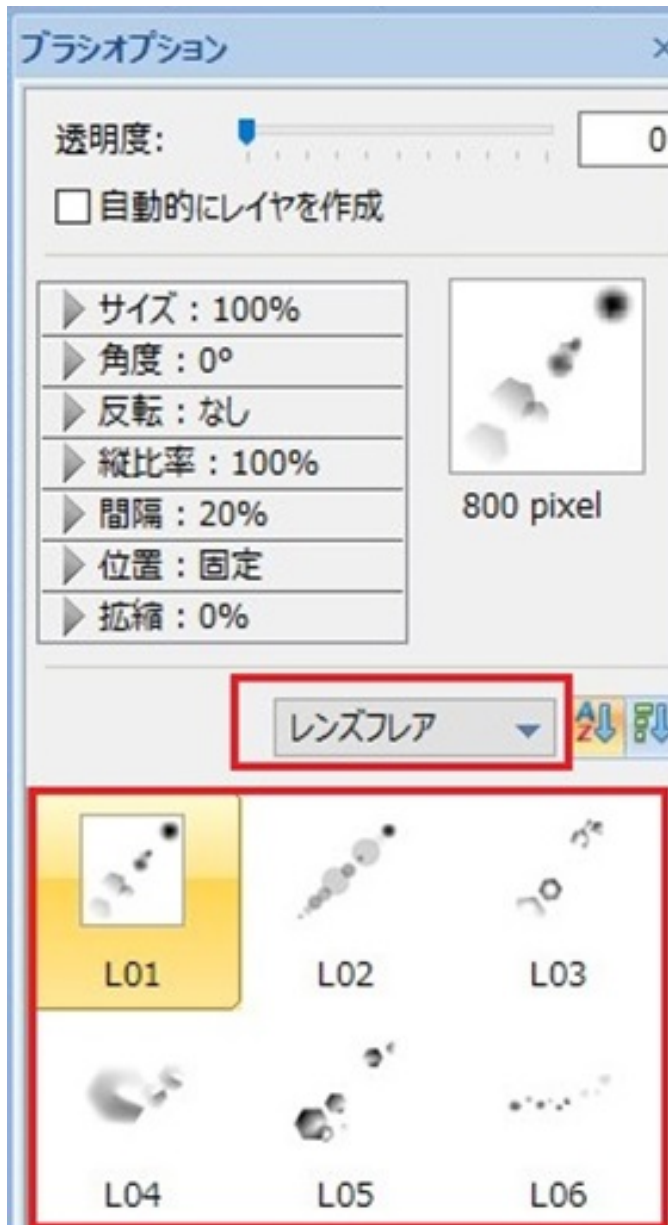 ブラシオプション
透明度: 0
自動的にレイヤを作成
サイズ : 100%
角度 : 0°
反転 : なし
縦比率 : 100%
間隔 : 20%
位置 : 固定
拡縮 : 0%
800 pixel
レンズフレア
L01 L02 L03
L04 L05 L06